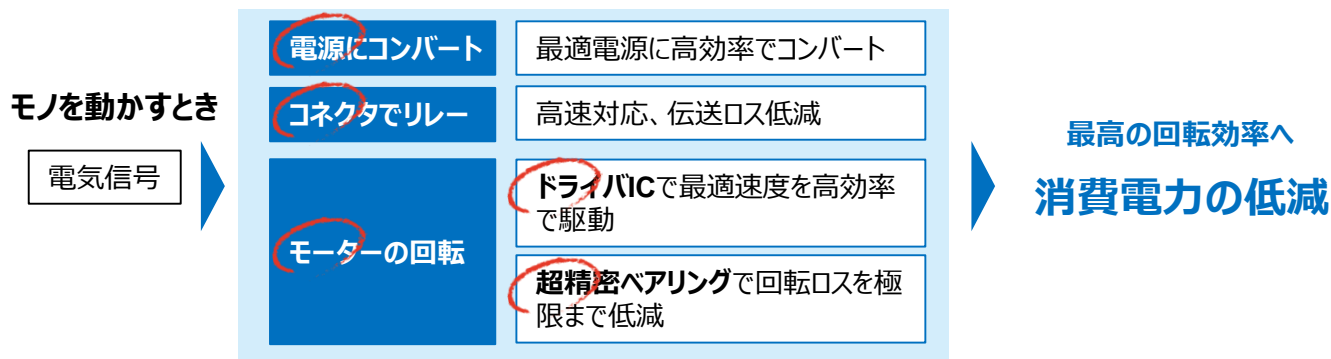 モノを動かすとき
電気信号
電源にコンバート
最適電源に高効率でコンバート
コネクタでリレー
高速対応、伝送ロス低減
モーターの回転
ドライバICで最適速度を高効率
で駆動
超精密ベアリングで回転ロスを極
限まで低減
最高の回転効率へ
消費電力の低減